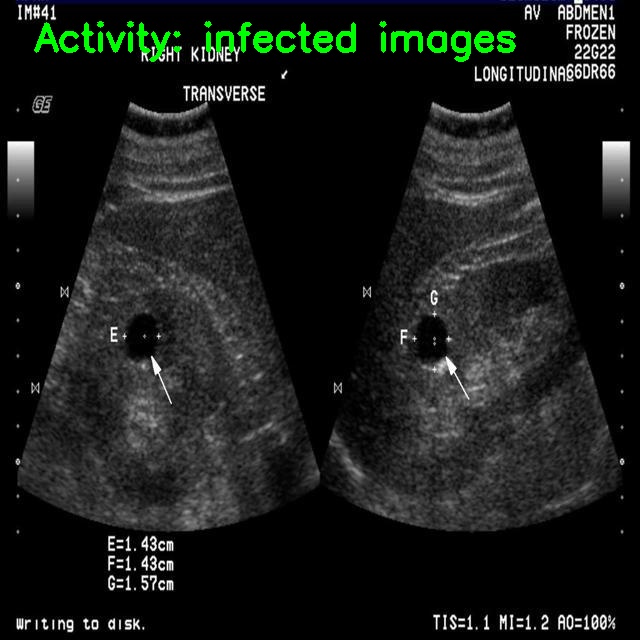 IM#41
AV ABDMEN1
Activity: infected images
FROZEN
RIGHT KIDNEY
22G22
LONGITUDINAL
TRANSVERSE
GE
G
E
F
E=1.43cm
F=1.43cm
G=1.57cm
Writing to disk.
TIS=1.1 MI=1.2 AO=100%